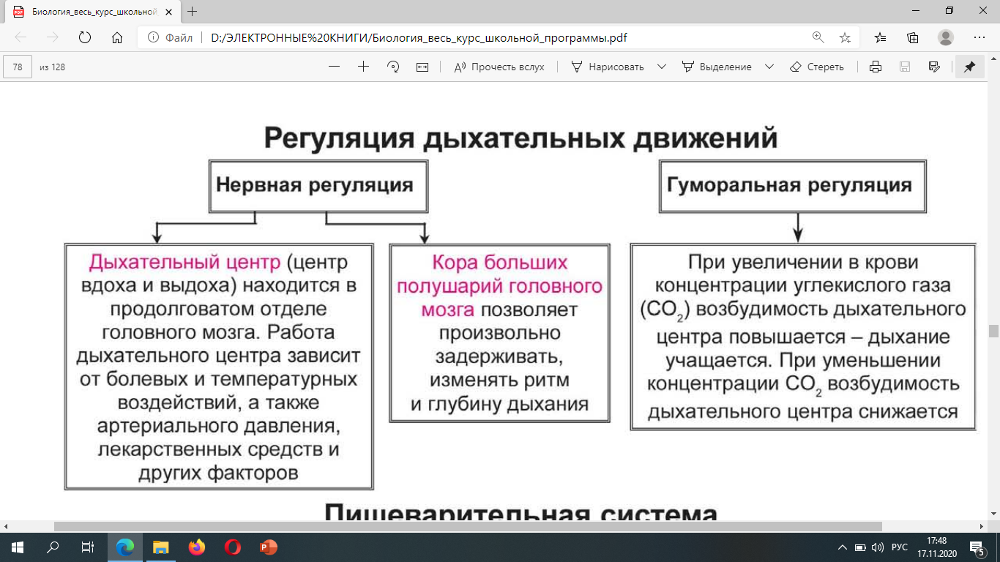 Биология_весь_курс_школьной
Файл
D:/ЭЛЕКТРОННЫЕ%20КНИГИ/Биология_весь_курс_школьной_программы.pdf
78 из 128
Прочесть вслух
Нарисовать
Выделение
Стереть
Регуляция дыхательных движений
Нервная регуляция
Дыхательный центр (центр
вдоха и выдоха) находится в
продолговатом отделе
головного мозга. Работа
дыхательного центра зависит
от болевых и температурных
воздействий, а также
артериального давления,
лекарственных средств и
других факторов
Кора больших
полушарий головного
мозга позволяет
произвольно
задерживать,
изменять ритм
и глубину дыхания
Гуморальная регуляция
При увеличении в крови
концентрации углекислого газа
(CO₂) возбудимость дыхательного
центра повышается – дыхание
учащается. При уменьшении
концентрации CO₂ возбудимость
дыхательного центра снижается
Пищеварительная система
РУС
17:48
17.11.2020
5